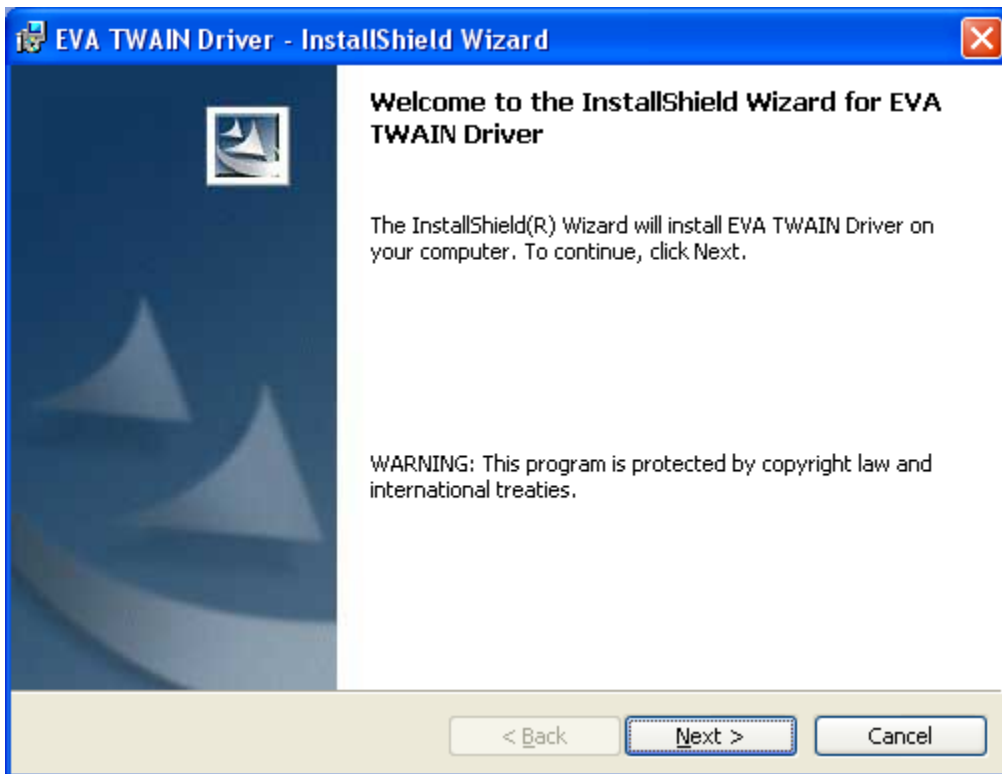 EVA TWAIN Driver - InstallShield Wizard
Welcome to the InstallShield Wizard for EVA
TWAIN Driver
The InstallShield(R) Wizard will install EVA TWAIN Driver on
your computer. To continue, click Next.
WARNING: This program is protected by copyright law and
international treaties.
< Back
Next >
Cancel